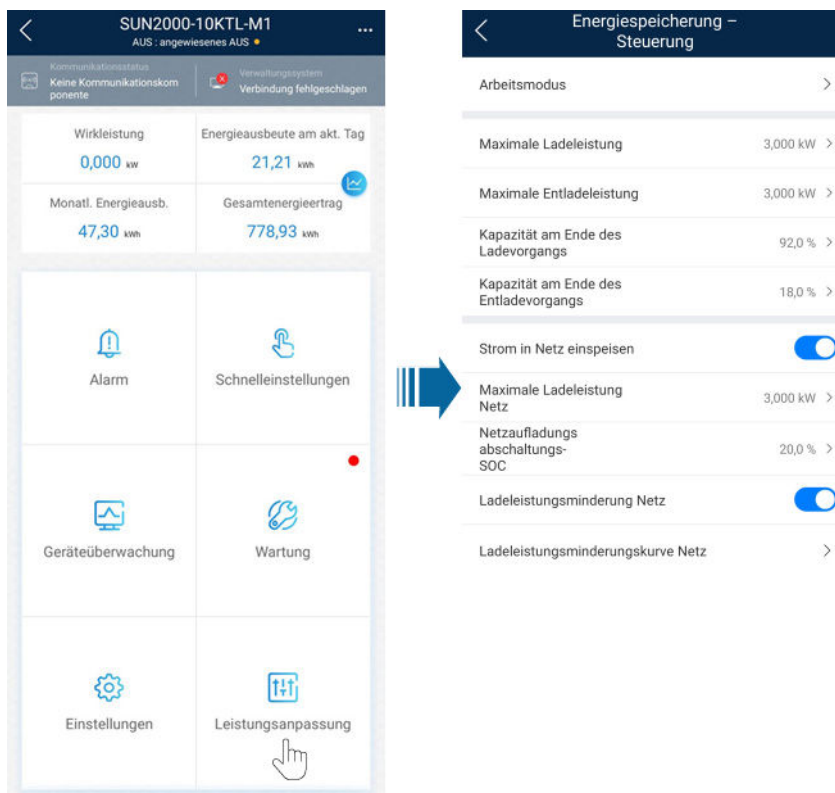 SUN2000-10KTL-M1
AUS : angewiesenes AUS
Kommunikationsstatus
Keine Kommunikationskom
ponente
Verwaltungssystem
Verbindung fehlgeschlagen
Wirkleistung
0,000 kW
Energieausbeute am akt. Tag
21,21 kWh
Monatl. Energieausb.
47,30 kWh
Gesamtenergieertrag
778,93 kWh
Alarm
Schnelleinstellungen
Geräteüberwachung
Wartung
Einstellungen
Leistungsanpassung
Energiespeicherung –
Steuerung
Arbeitsmodus
Maximale Ladeleistung 3,000 kW
Maximale Entladeleistung 3,000 kW
Kapazität am Ende des
Ladevorgangs 92,0 %
Kapazität am Ende des
Entladevorgangs 18,0 %
Strom in Netz einspeisen
Maximale Ladeleistung
Netz 3,000 kW
Netzaufladungs
abschaltungs-
SOC 20,0 %
Ladeleistungsminderung Netz
Ladeleistungsminderungskurve Netz